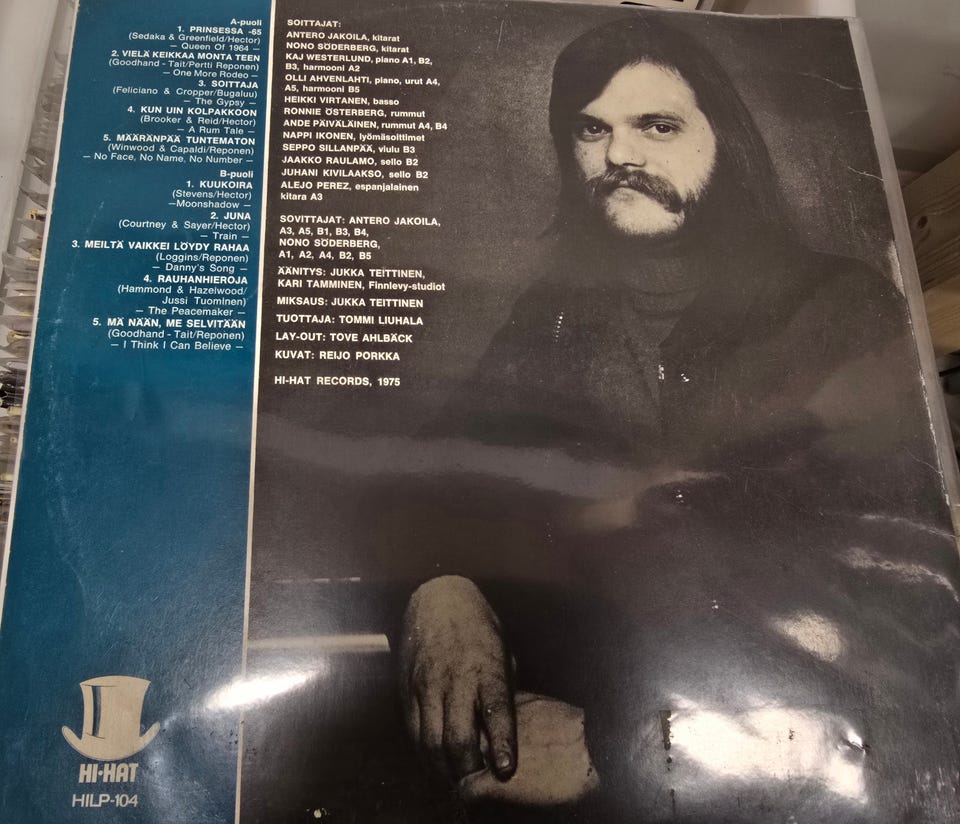 A-puoli
1. PRINSESSA -65
(Sedaka & Greenfield/Hector)
— Queen Of 1964 —
2. VIELÄ KEIKKAA MONTA TEEN
(Goodhand - Tait/Pertti Reponen)
— One More Rodeo —
3. SOITTAJA
(Feliciano & Cropper/Bugaluu)
— The Gypsy —
4. KUN UIN KOLPAKKOON
(Brooker & Reid/Hector)
— A Rum Tale —
5. MÄÄRÄNPÄÄ TUNTEMATON
(Winwood & Capaldi/Reponen)
— No Face, No Name, No Number —
B-puoli
1. KUUKOIRA
(Stevens/Hector)
—Moonshadow —
2. JUNA
(Courtney & Sayer/Hector)
— Train —
3. MEILTÄ VAIKKEI LÖYDY RAHAA
(Loggins/Reponen)
— Danny's Song —
4. RAUHANHIEROJA
(Hammond & Hazelwood/
Jussi Tuominen)
— The Peacemaker —
5. MÄ NÄÄN, ME SELVITÄÄN
(Goodhand - Tait/Reponen)
— I Think I Can Believe —
SOITTAJAT:
ANTERO JAKOILA, kitarat
NONO SÖDERBERG, kitarat
KAJ WESTERLUND, piano A1, B2,
B3, harmooni A2
OLLI AHVENLAHTI, piano, urut A4,
A5, harmooni B5
HEIKKI VIRTANEN, basso
RONNIE ÖSTERBERG, rummut
ANDE PÄIVÄLÄINEN, rummut A4, B4
NAPPI IKONEN, lyömäsoittimet
SEPPO SILLANPÄÄ, viulu B3
JAAKKO RAULAMO, sello B2
JUHANI KIVILAAKSO, sello B2
ALEJO PEREZ, espanjalainen
kitara A3
SOVITTAJAT: ANTERO JAKOILA,
A3, A5, B1, B3, B4,
NONO SÖDERBERG,
A1, A2, A4, B2, B5
ÄÄNITYS: JUKKA TEITTINEN,
KARI TAMMINEN, Finnlevy-studiot
MIKSAUS: JUKKA TEITTINEN
TUOTTAJA: TOMMI LIUHALA
LAY-OUT: TOVE AHLBÄCK
KUVAT: REIJO PORKKA
HI-HAT RECORDS, 1975
HI-HAT
HILP-104